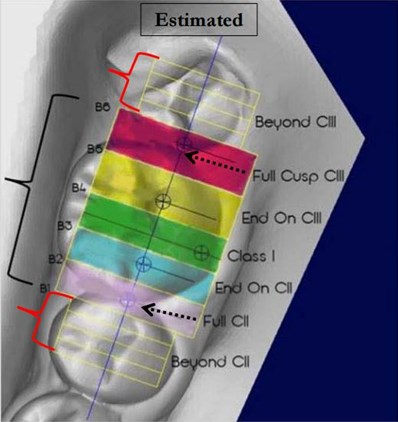 Estimated
B6
Beyond CIII
B5
Full Cusp CIII
B4
End On CIII
B3
Class I
B2
End On CII
B1
Full CII
Beyond CII